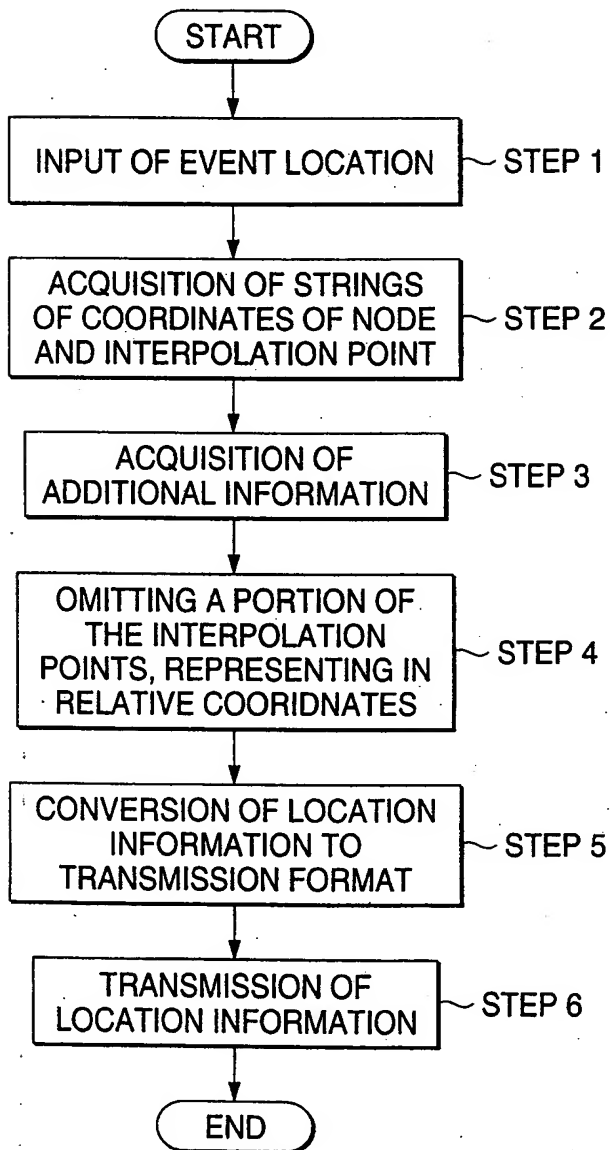 START
INPUT OF EVENT LOCATION
STEP 1
ACQUISITION OF STRINGS
OF COORDINATES OF NODE
AND INTERPOLATION POINT
STEP 2
ACQUISITION OF
ADDITIONAL INFORMATION
STEP 3
OMITTING A PORTION OF
THE INTERPOLATION
POINTS, REPRESENTING IN
RELATIVE COORIDNATES
STEP 4
CONVERSION OF LOCATION
INFORMATION TO
TRANSMISSION FORMAT
STEP 5
TRANSMISSION OF
LOCATION INFORMATION
STEP 6
END